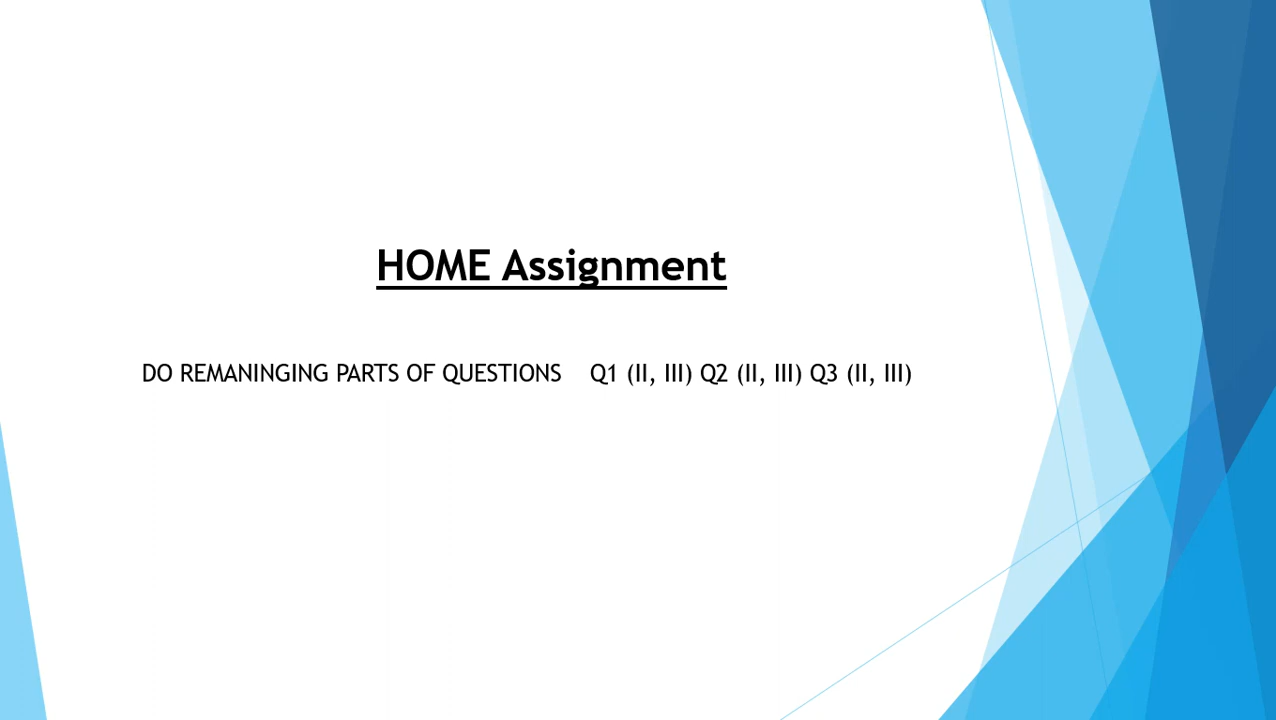 HOME Assignment
DO REMANINGING PARTS OF QUESTIONS Q1 (II, III) Q2 (II, III) Q3 (II, III)